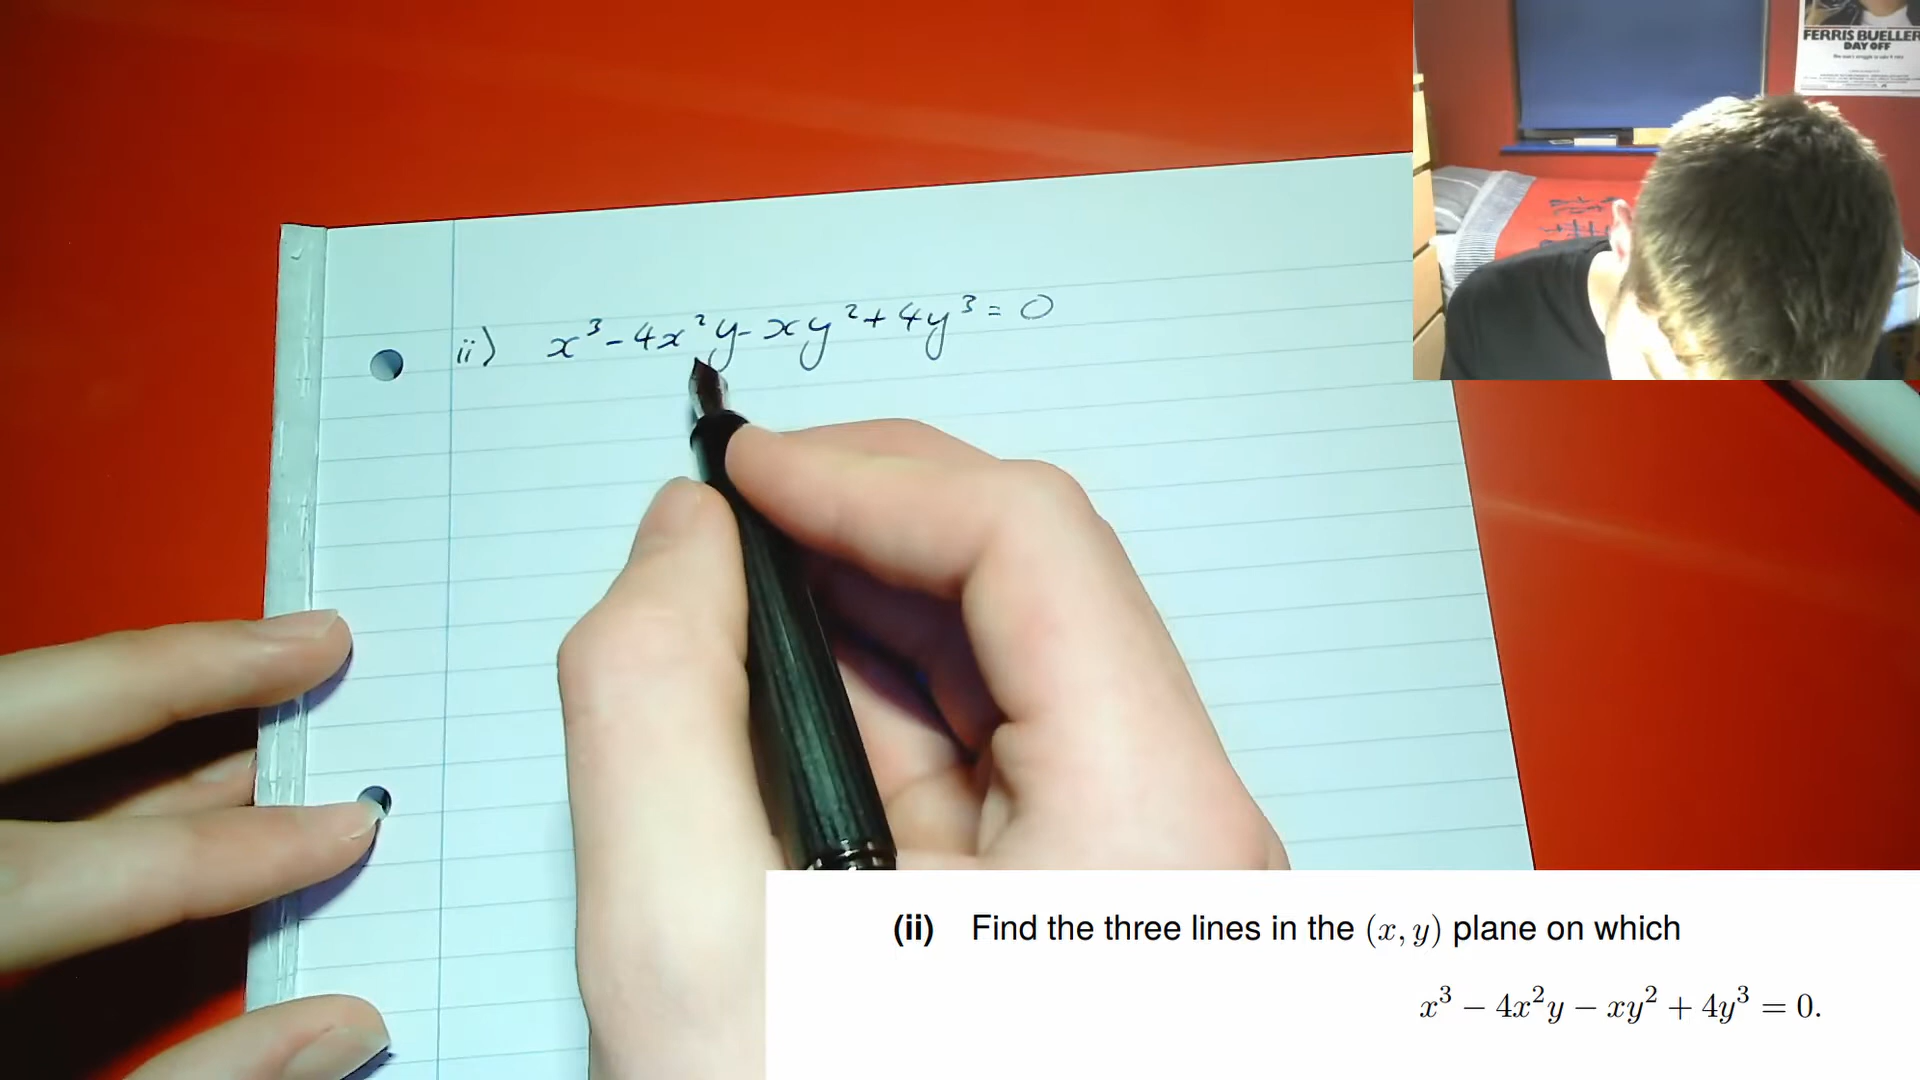 FERRIS BUELLER
DAY OFF
ii) x³ - 4x²y - xy² + 4y³ = 0
(ii) Find the three lines in the (x, y) plane on which
x³ − 4x²y − xy² + 4y³ = 0.